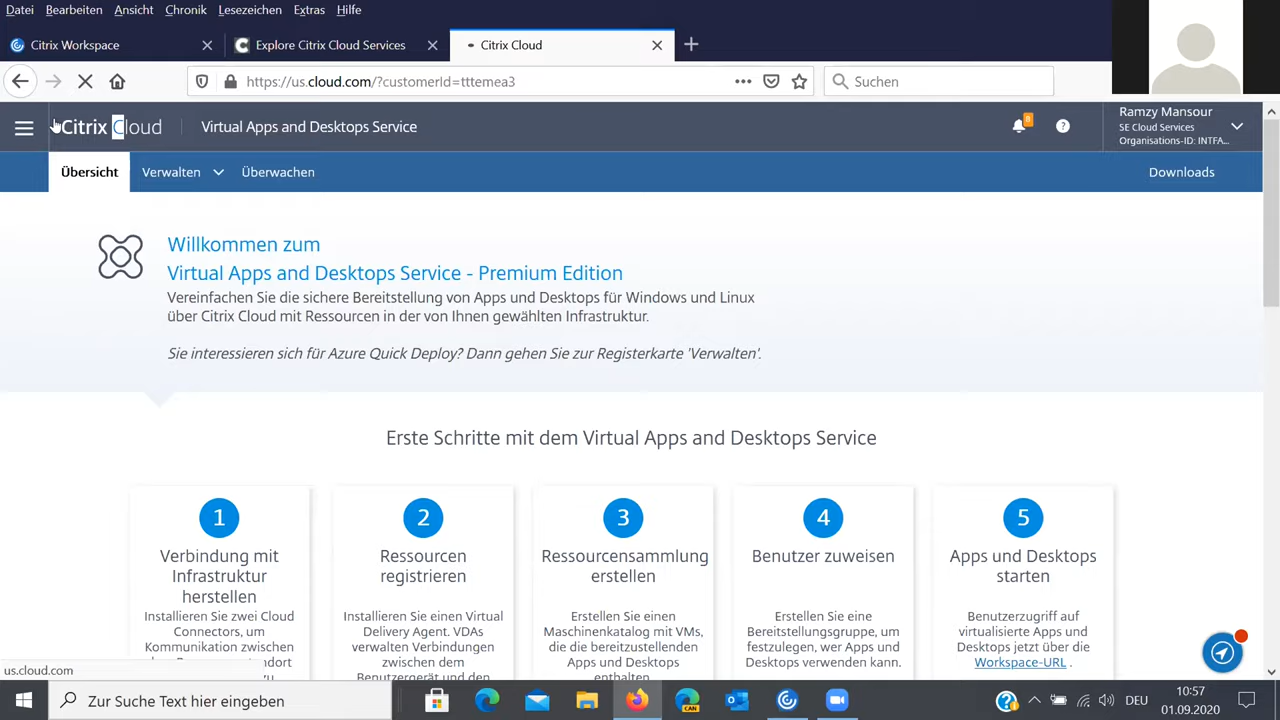 Datei Bearbeiten Ansicht Chronik Lesezeichen Extras Hilfe
Citrix Workspace
Explore Citrix Cloud Services
Citrix Cloud
https://us.cloud.com/?customerId=tttemea3
Suchen
Citrix Cloud
Virtual Apps and Desktops Service
8
Ramzy Mansour
SE Cloud Services
Organisations-ID: INTFA...
Übersicht Verwalten Überwachen Downloads
Willkommen zum
Virtual Apps and Desktops Service - Premium Edition
Vereinfachen Sie die sichere Bereitstellung von Apps und Desktops für Windows und Linux
über Citrix Cloud mit Ressourcen in der von Ihnen gewählten Infrastruktur.
Sie interessieren sich für Azure Quick Deploy? Dann gehen Sie zur Registerkarte 'Verwalten'.
Erste Schritte mit dem Virtual Apps and Desktops Service
1
Verbindung mit
Infrastruktur
herstellen
Installieren Sie zwei Cloud
Connectors, um
Kommunikation zwischen
2
Ressourcen
registrieren
Installieren Sie einen Virtual
Delivery Agent. VDAs
verwalten Verbindungen
zwischen dem
Benutzergerät und den
3
Ressourcensammlung
erstellen
Erstellen Sie einen
Maschinenkatalog mit VMs,
die die bereitzustellenden
Apps und Desktops
enthalten.
4
Benutzer zuweisen
Erstellen Sie eine
Bereitstellungsgruppe, um
festzulegen, wer Apps und
Desktops verwenden kann.
5
Apps und Desktops
starten
Benutzerzugriff auf
virtualisierte Apps und
Desktops jetzt über die
Workspace-URL .
us.cloud.com
Zur Suche Text hier eingeben
CAN
DEU
10:57
01.09.2020